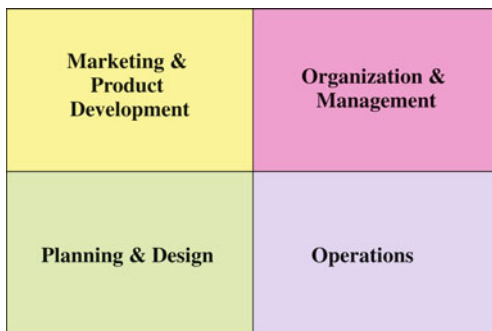 Marketing &
Product
Development
Organization &
Management
Planning & Design
Operations